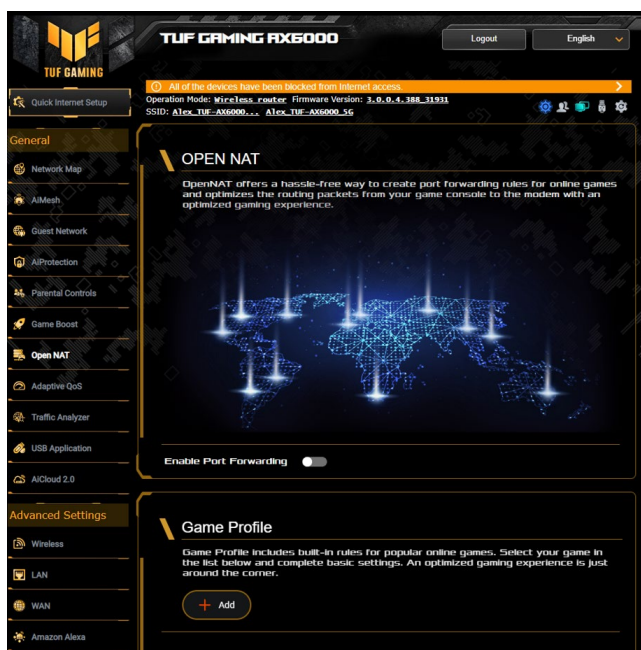 TUF GAMING AX6000
Logout
English
TUF GAMING
All of the devices have been blocked from Internet access.
Quick Internet Setup
Operation Mode: Wireless router Firmware Version: 3.0.0.4.388_31931
SSID: Alex_TUF-AX6000... Alex_TUF-AX6000_5G
General
Network Map
AiMesh
Guest Network
AiProtection
Parental Controls
Game Boost
Open NAT
Adaptive QoS
Traffic Analyzer
USB Application
AiCloud 2.0
Advanced Settings
Wireless
LAN
WAN
Amazon Alexa
OPEN NAT
OpenNAT offers a hassle-free way to create port forwarding rules for online games
and optimizes the routing packets from your game console to the modem with an
optimized gaming experience.
Enable Port Forwarding
Game Profile
Game Profile includes built-in rules for popular online games. Select your game in
the list below and complete basic settings. An optimized gaming experience is just
around the corner.
+ Add